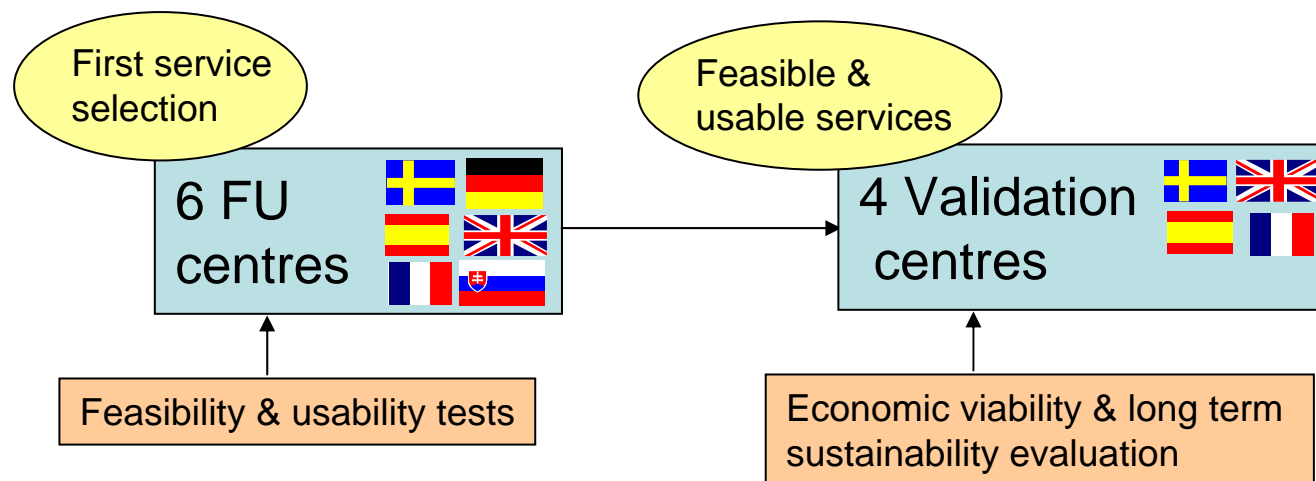 First service
selection
Feasible &
usable services
6 FU
centres
4 Validation
centres
Feasibility & usability tests
Economic viability & long term
sustainability evaluation